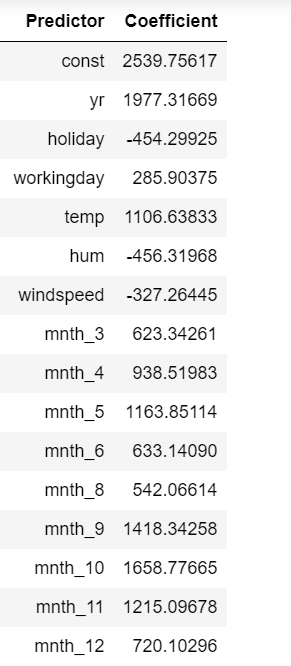 Predictor Coefficient
const 2539.75617
yr 1977.31669
holiday -454.29925
workingday 285.90375
temp 1106.63833
hum -456.31968
windspeed -327.26445
mnth_3 623.34261
mnth_4 938.51983
mnth_5 1163.85114
mnth_6 633.14090
mnth_8 542.06614
mnth_9 1418.34258
mnth_10 1658.77665
mnth_11 1215.09678
mnth_12 720.10296